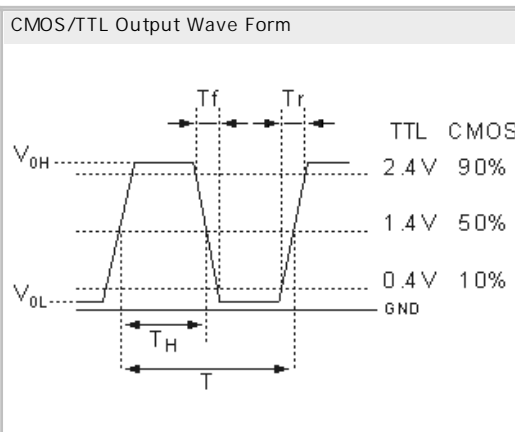 CMOS/TTL Output Wave Form
Tf Tr
TTL CMOS
V0H 2.4V 90%
1.4V 50%
V0L 0.4V 10%
GND
TH
T